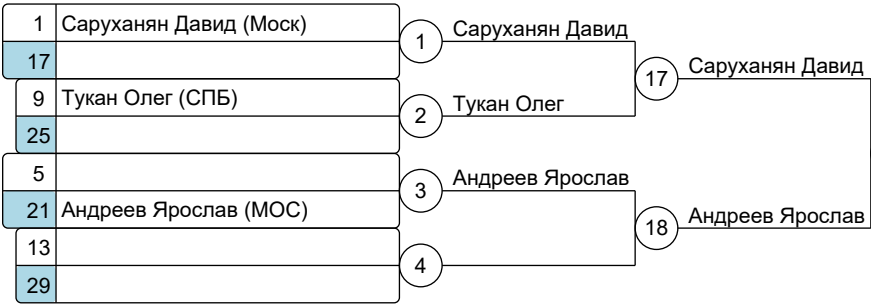 1 Саруханян Давид (Моск)
17
1 Саруханян Давид
9 Тукан Олег (СПБ)
25
2 Тукан Олег
17 Саруханян Давид
5
21 Андреев Ярослав (МОС)
3 Андреев Ярослав
13
29
4
18 Андреев Ярослав